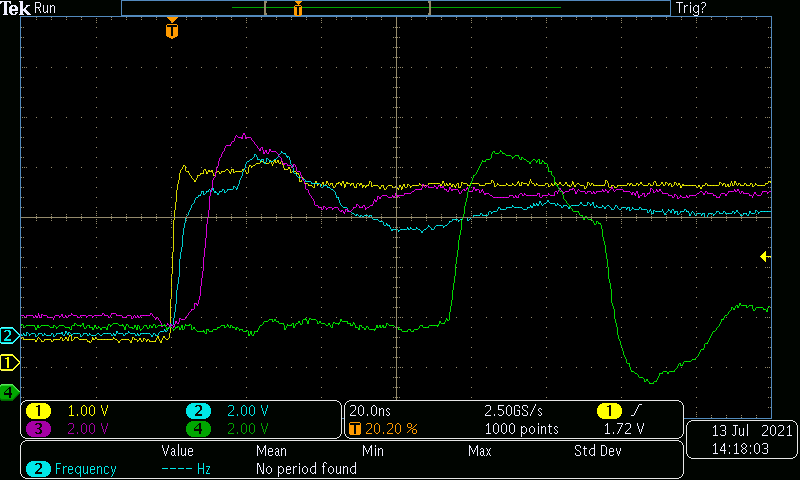 Tek Run Trig?
T
T
2
1
4
1 1.00 V 2 2.00 V 20.0ns 2.50GS/s 1 1.72 V
3 2.00 V 4 2.00 V T 20.20 % 1000 points
13 Jul 2021
14:18:03
Value Mean Min Max Std Dev
2 Frequency ---- Hz No period found